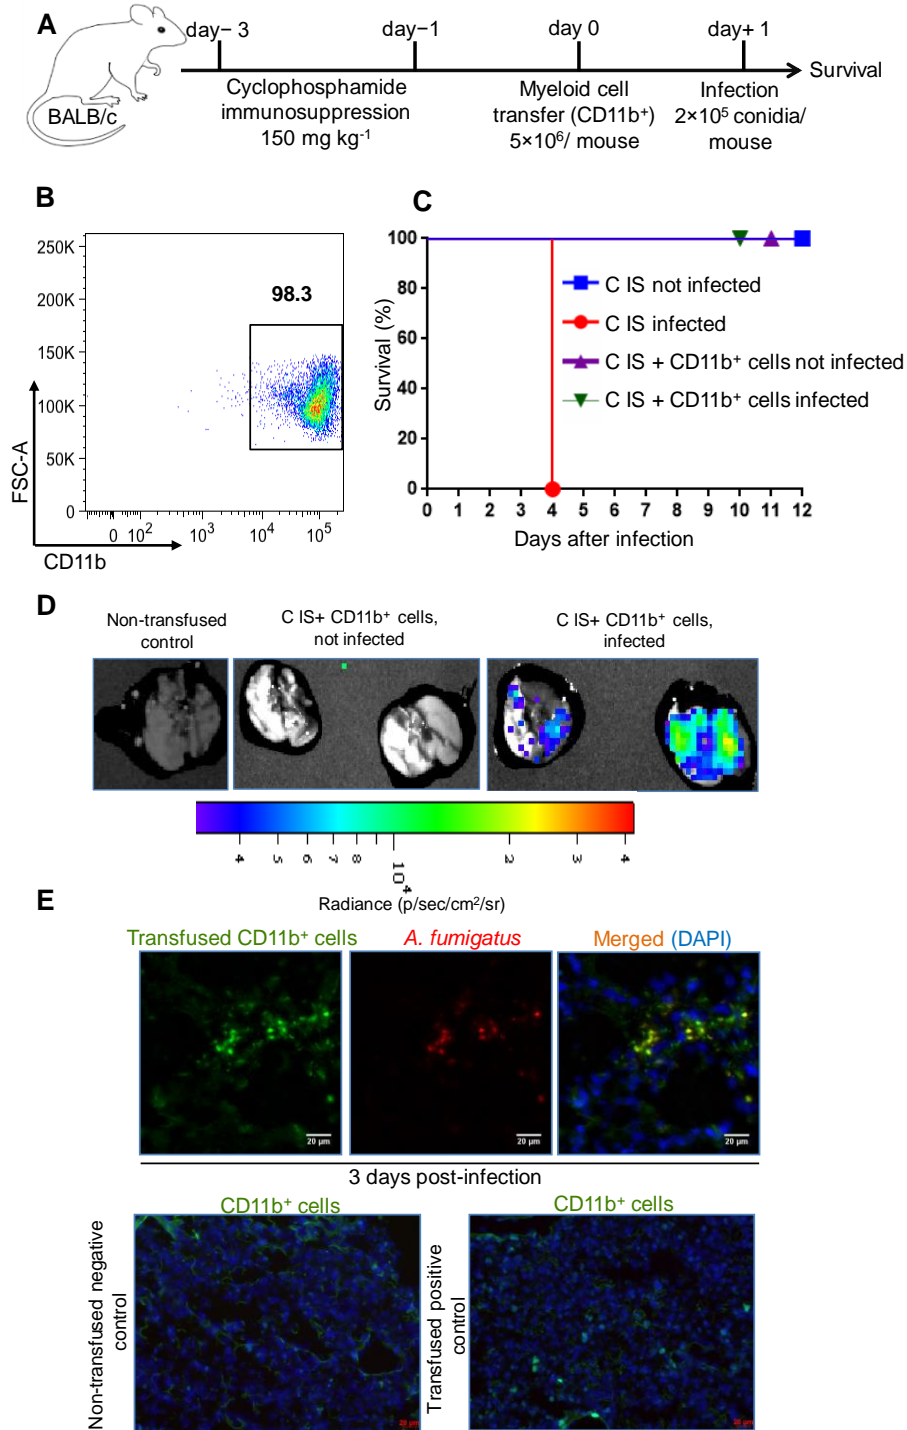 A
day− 3
day−1
day 0
day+ 1
Survival
BALB/c
Cyclophosphamide
immunosuppression
150 mg kg-1
Myeloid cell
transfer (CD11b+)
5×10⁶/ mouse
Infection
2×10⁵ conidia/
mouse
B
250K
200K
150K
100K
50K
0
98.3
FSC-A
0 10² 10³ 10⁴ 10⁵
CD11b
C
100
80
60
40
20
0
Survival (%)
C IS not infected
C IS infected
C IS + CD11b⁺ cells not infected
C IS + CD11b⁺ cells infected
0 1 2 3 4 5 6 7 8 9 10 11 12
Days after infection
D
Non-transfused
control
C IS+ CD11b⁺ cells,
not infected
C IS+ CD11b⁺ cells,
infected
4 5 6 7 8 10⁴ 2 3 4
Radiance (p/sec/cm²/sr)
E
Transfused CD11b⁺ cells
A. fumigatus
Merged (DAPI)
20 µm
20 µm
20 µm
3 days post-infection
CD11b⁺ cells
CD11b⁺ cells
Non-transfused negative
control
Transfused positive
control
20 µm
20 µm